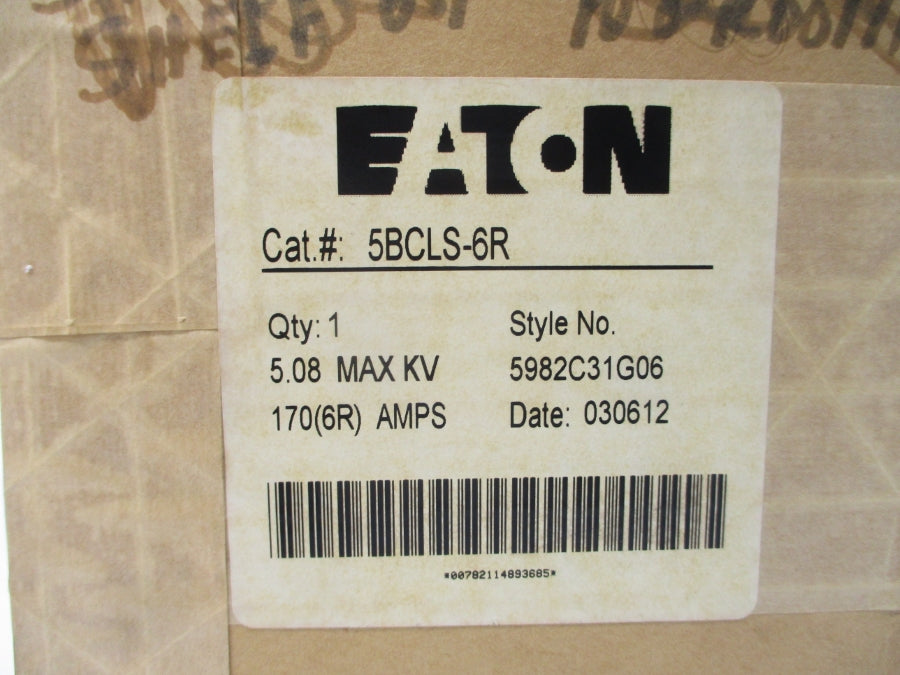 EATON
Cat.#: 5BCLS-6R
Qty: 1 Style No.
5.08 MAX KV 5982C31G06
170(6R) AMPS Date: 030612
*00782114893685*